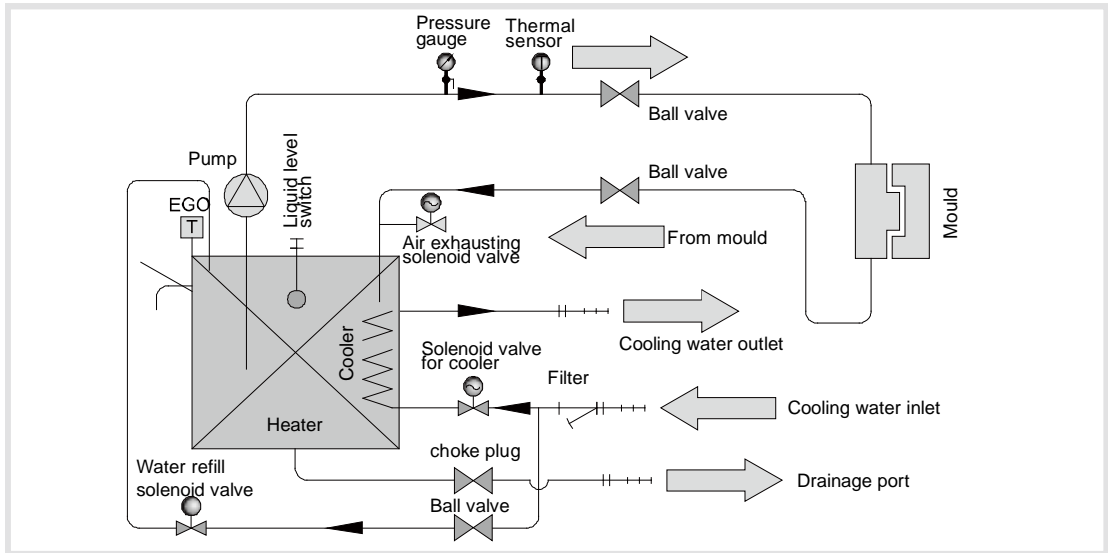 Pressure
gauge
Thermal
sensor
Ball valve
Pump
Liquid level
switch
Ball valve
EGO
T
Mould
Air exhausting
solenoid valve
From mould
Cooler
Cooling water outlet
Solenoid valve
for cooler
Filter
Cooling water inlet
Heater
choke plug
Drainage port
Water refill
solenoid valve
Ball valve